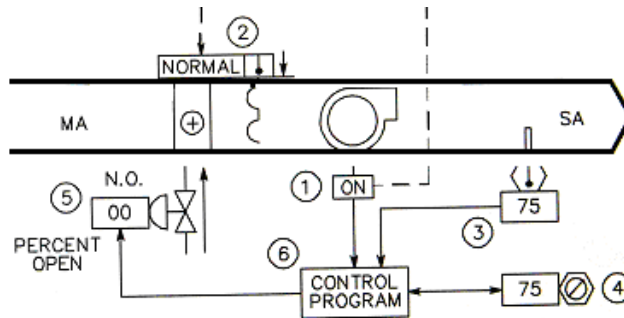 2
NORMAL
MA
SA
N.O.
5
00
1
ON
75
3
PERCENT
OPEN
6
CONTROL
PROGRAM
75
4